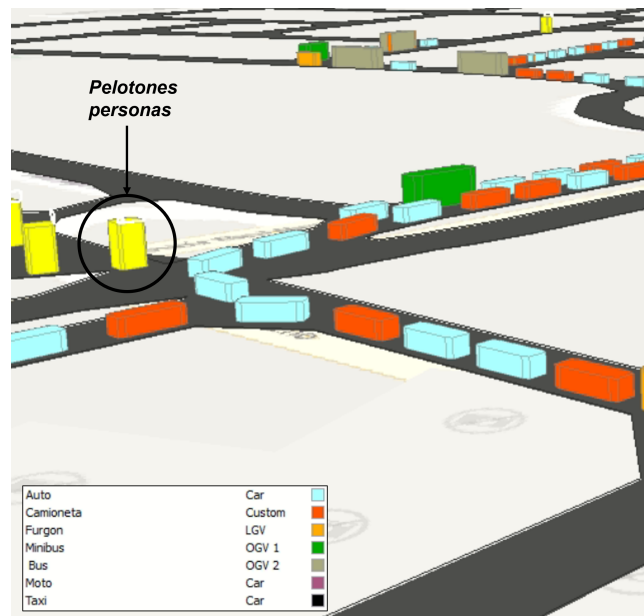 Pelotones
personas
Auto Car
Camioneta Custom
Furgon LGV
Minibus OGV 1
Bus OGV 2
Moto Car
Taxi Car